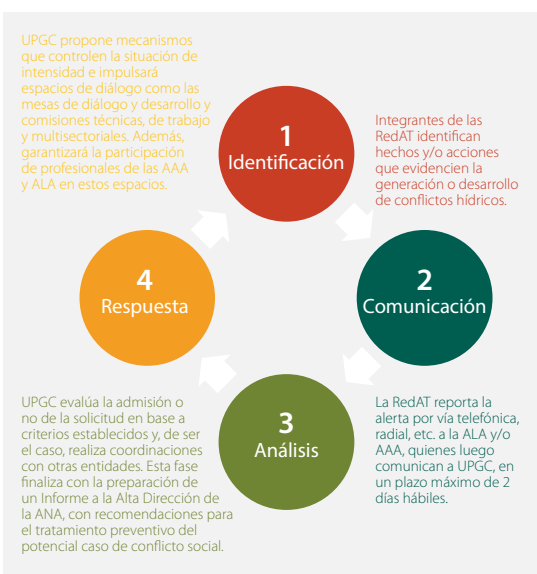 1
Identificación
Integrantes de las
RedAT identifican
hechos y/o acciones
que evidencien la
generación o desarrollo
de conflictos hídricos.
2
Comunicación
La RedAT reporta la
alerta por vía telefónica,
radial, etc. a la ALA y/o
AAA, quienes luego
comunican a UPGC, en
un plazo máximo de 2
días hábiles.
3
Análisis
UPGC evalúa la admisión o
no de la solicitud en base a
criterios establecidos y, de ser
el caso, realiza coordinaciones
con otras entidades. Esta fase
finaliza con la preparación de
un Informe a la Alta Dirección de
la ANA, con recomendaciones para
el tratamiento preventivo del
potencial caso de conflicto social.
4
Respuesta
UPGC propone mecanismos
que controlen la situación de
intensidad e impulsará
espacios de diálogo como las
mesas de diálogo y desarrollo y
comisiones técnicas, de trabajo
y multisectoriales. Además,
garantizará la participación
de profesionales de las AAA
y ALA en estos espacios.